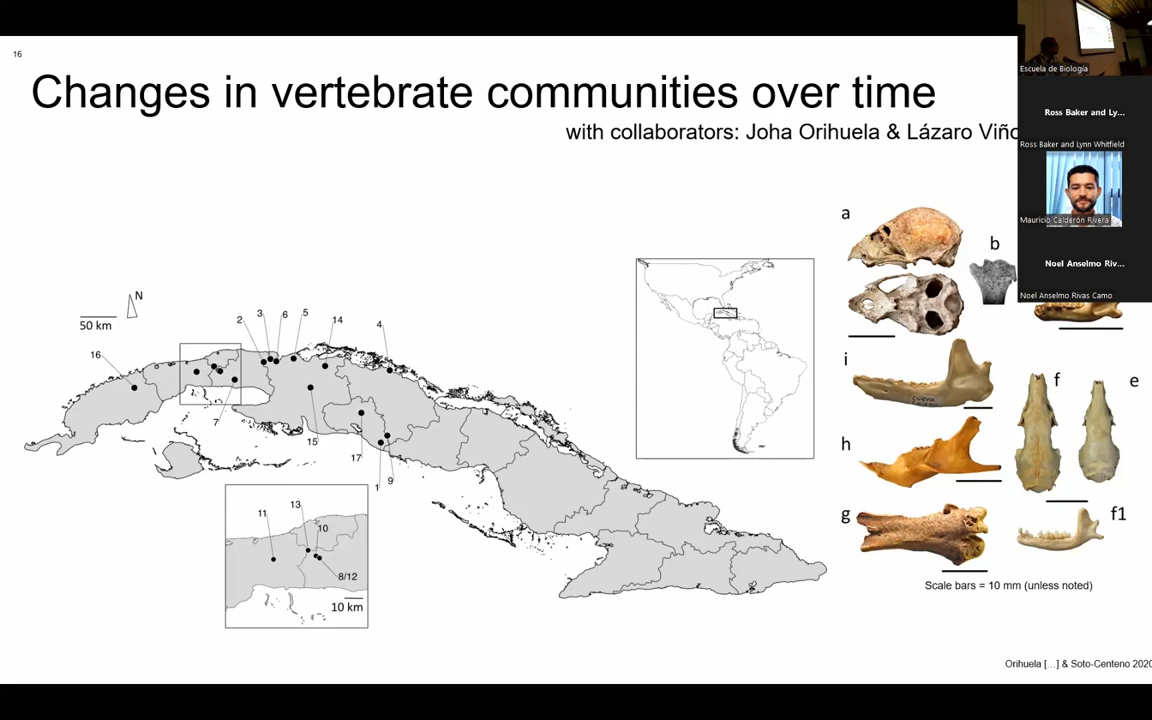 16
Changes in vertebrate communities over time
with collaborators: Joha Orihuela & Lázaro
Escuela de Biología
Ross Baker and Ly...
Ross Baker and Lynn Whitfield
Mauricio Calderón Rivera
Noel Anselmo Riv...
Noel Anselmo Rivas Camo
N
50 km
16
2
3
6
5
14
4
7
15
17
1
9
11
13
10
8/12
10 km
a
b
i
f
e
h
g
f1
Scale bars = 10 mm (unless noted)
Orihuela [...] & Soto-Centeno 2020